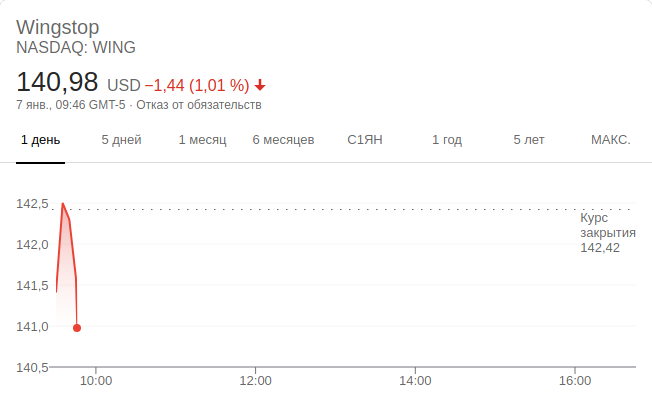 Wingstop
NASDAQ: WING
140,98 USD −1,44 (1,01 %)
7 янв., 09:46 GMT-5 · Отказ от обязательств
1 день 5 дней 1 месяц 6 месяцев С1ЯН 1 год 5 лет МАКС.
142,5
Курс
закрытия
142,42
142,0
141,5
141,0
140,5
10:00 12:00 14:00 16:00